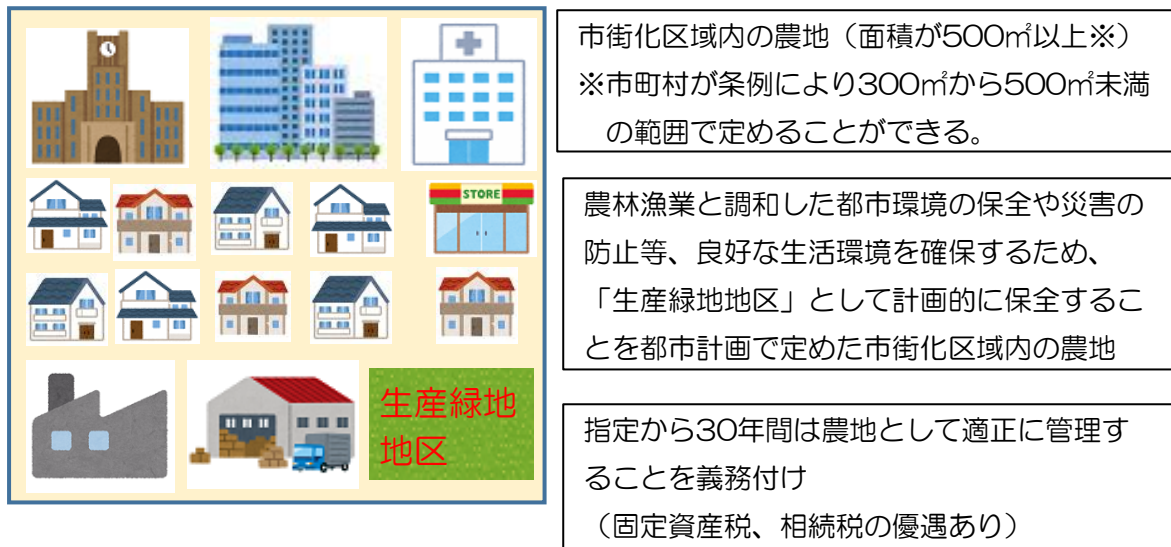 STORE
生産緑地
地区
市街化区域内の農地（面積が500㎡以上※）
※市町村が条例により300㎡から500㎡未満
の範囲で定めることができる。
農林漁業と調和した都市環境の保全や災害の
防止等、良好な生活環境を確保するため、
「生産緑地地区」として計画的に保全するこ
とを都市計画で定めた市街化区域内の農地
指定から30年間は農地として適正に管理す
ることを義務付け
（固定資産税、相続税の優遇あり）